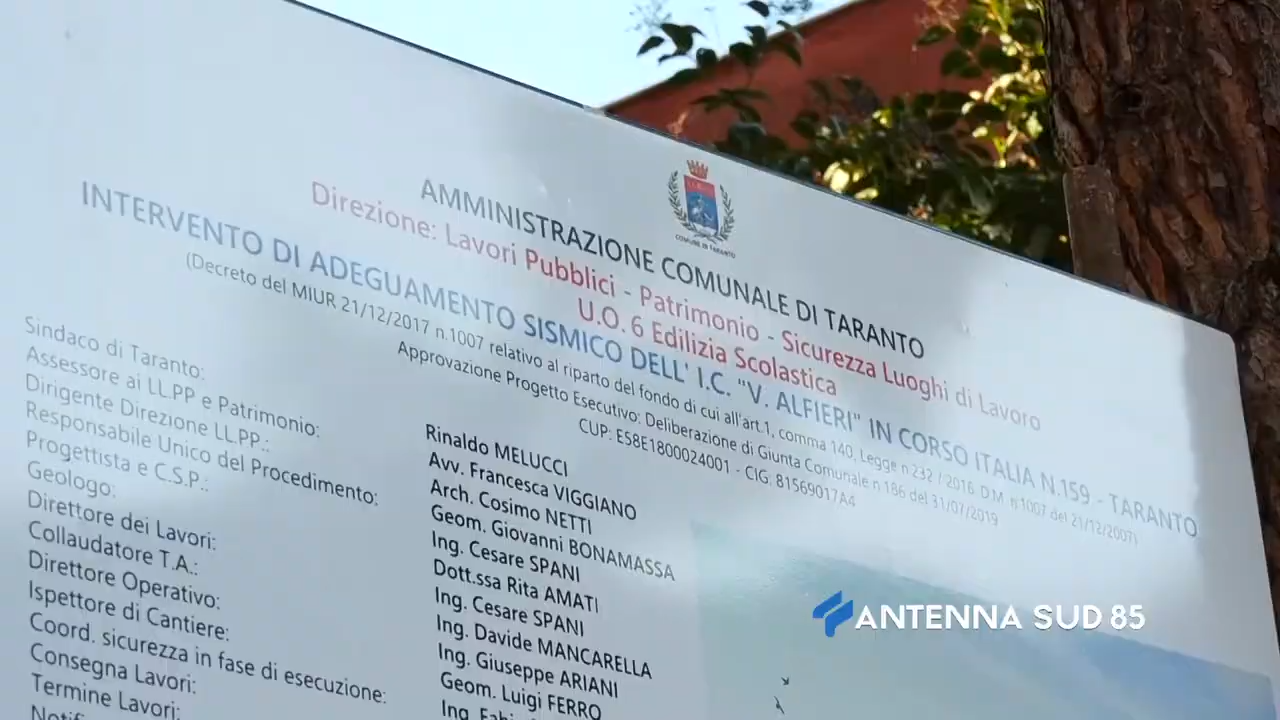 COMUNE DI TARANTO
AMMINISTRAZIONE COMUNALE DI TARANTO
Direzione: Lavori Pubblici - Patrimonio - Sicurezza Luoghi di Lavoro
U.O. 6 Edilizia Scolastica
INTERVENTO DI ADEGUAMENTO SISMICO DELL' I.C. "V. ALFIERI" IN CORSO ITALIA N.159 - TARANTO
(Decreto del MIUR 21/12/2017 n.1007 relativo al riparto del fondo di cui all'art.1, comma 140, Legge n 232 / 2016 D.M. n°1007 del 21/12/2007)
Approvazione Progetto Esecutivo: Deliberazione di Giunta Comunale n.186 del 31/07/2019
CUP: E58E1800024001 - CIG: 81569017A4
Sindaco di Taranto: Rinaldo MELUCCI
Assessore ai LL.PP e Patrimonio: Avv. Francesca VIGGIANO
Dirigente Direzione LL.PP.: Arch. Cosimo NETTI
Responsabile Unico del Procedimento: Geom. Giovanni BONAMASSA
Progettista e C.S.P.: Ing. Cesare SPANI
Geologo: Dott.ssa Rita AMATI
Direttore dei Lavori: Ing. Cesare SPANI
Collaudatore T.A.: Ing. Davide MANCARELLA
Direttore Operativo: Ing. Giuseppe ARIANI
Ispettore di Cantiere: Geom. Luigi FERRO
Coord. sicurezza in fase di esecuzione: Ing.
Consegna Lavori:
Termine Lavori:
ANTENNA SUD 85